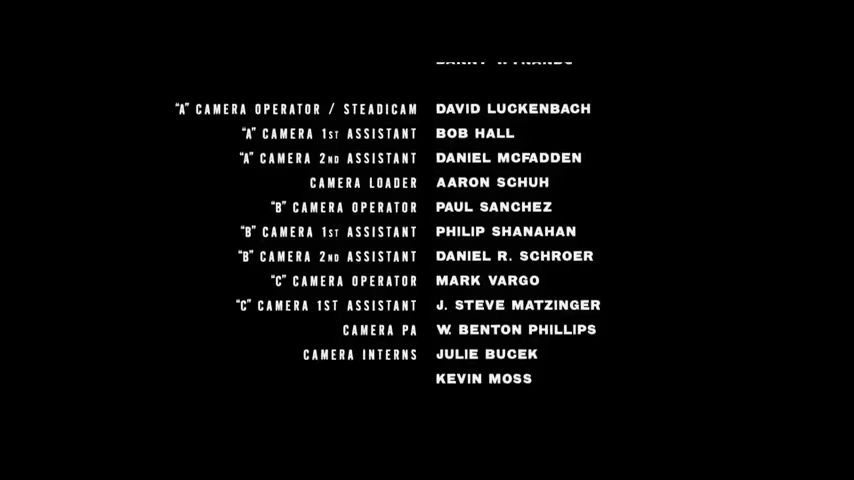 "A" CAMERA OPERATOR / STEADICAM DAVID LUCKENBACH
"A" CAMERA 1ST ASSISTANT BOB HALL
"A" CAMERA 2ND ASSISTANT DANIEL MCFADDEN
CAMERA LOADER AARON SCHUH
"B" CAMERA OPERATOR PAUL SANCHEZ
"B" CAMERA 1ST ASSISTANT PHILIP SHANAHAN
"B" CAMERA 2ND ASSISTANT DANIEL R. SCHROER
"C" CAMERA OPERATOR MARK VARGO
"C" CAMERA 1ST ASSISTANT J. STEVE MATZINGER
CAMERA PA W. BENTON PHILLIPS
CAMERA INTERNS JULIE BUCEK
KEVIN MOSS